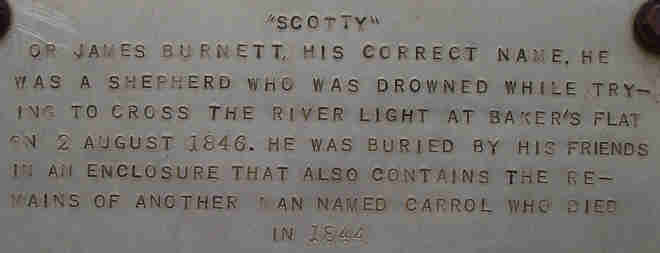 "SCOTTY"
OR JAMES BURNETT, HIS CORRECT NAME, HE
WAS A SHEPHERD WHO WAS DROWNED WHILE TRY-
ING TO CROSS THE RIVER LIGHT AT BAKER'S FLAT
ON 2 AUGUST 1846. HE WAS BURIED BY HIS FRIENDS
IN AN ENCLOSURE THAT ALSO CONTAINS THE RE-
MAINS OF ANOTHER MAN NAMED CARROL WHO DIED
IN 1844